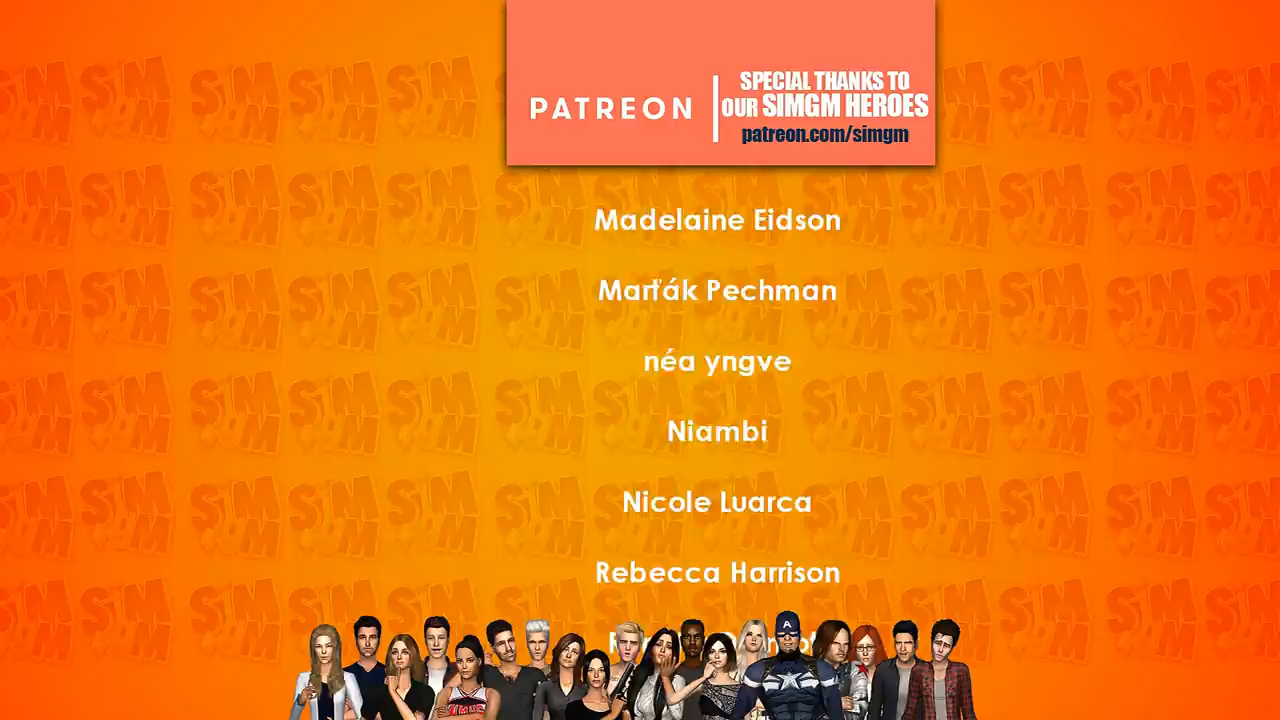 PATREON
SPECIAL THANKS TO
OUR SIMGM HEROES
patreon.com/simgm
Madelaine Eidson
Marťák Pechman
néa yngve
Niambi
Nicole Luarca
Rebecca Harrison